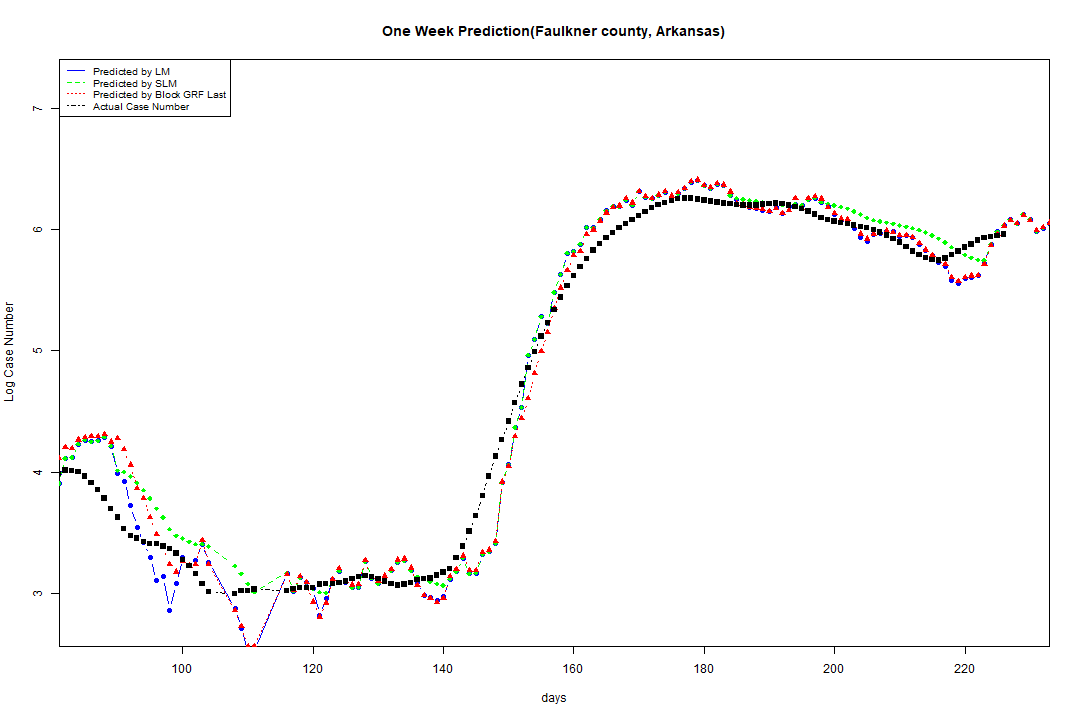 One Week Prediction(Faulkner county, Arkansas)
Predicted by LM
Predicted by SLM
Predicted by Block GRF Last
Actual Case Number
7
6
5
4
3
Log Case Number
100 120 140 160 180 200 220
days